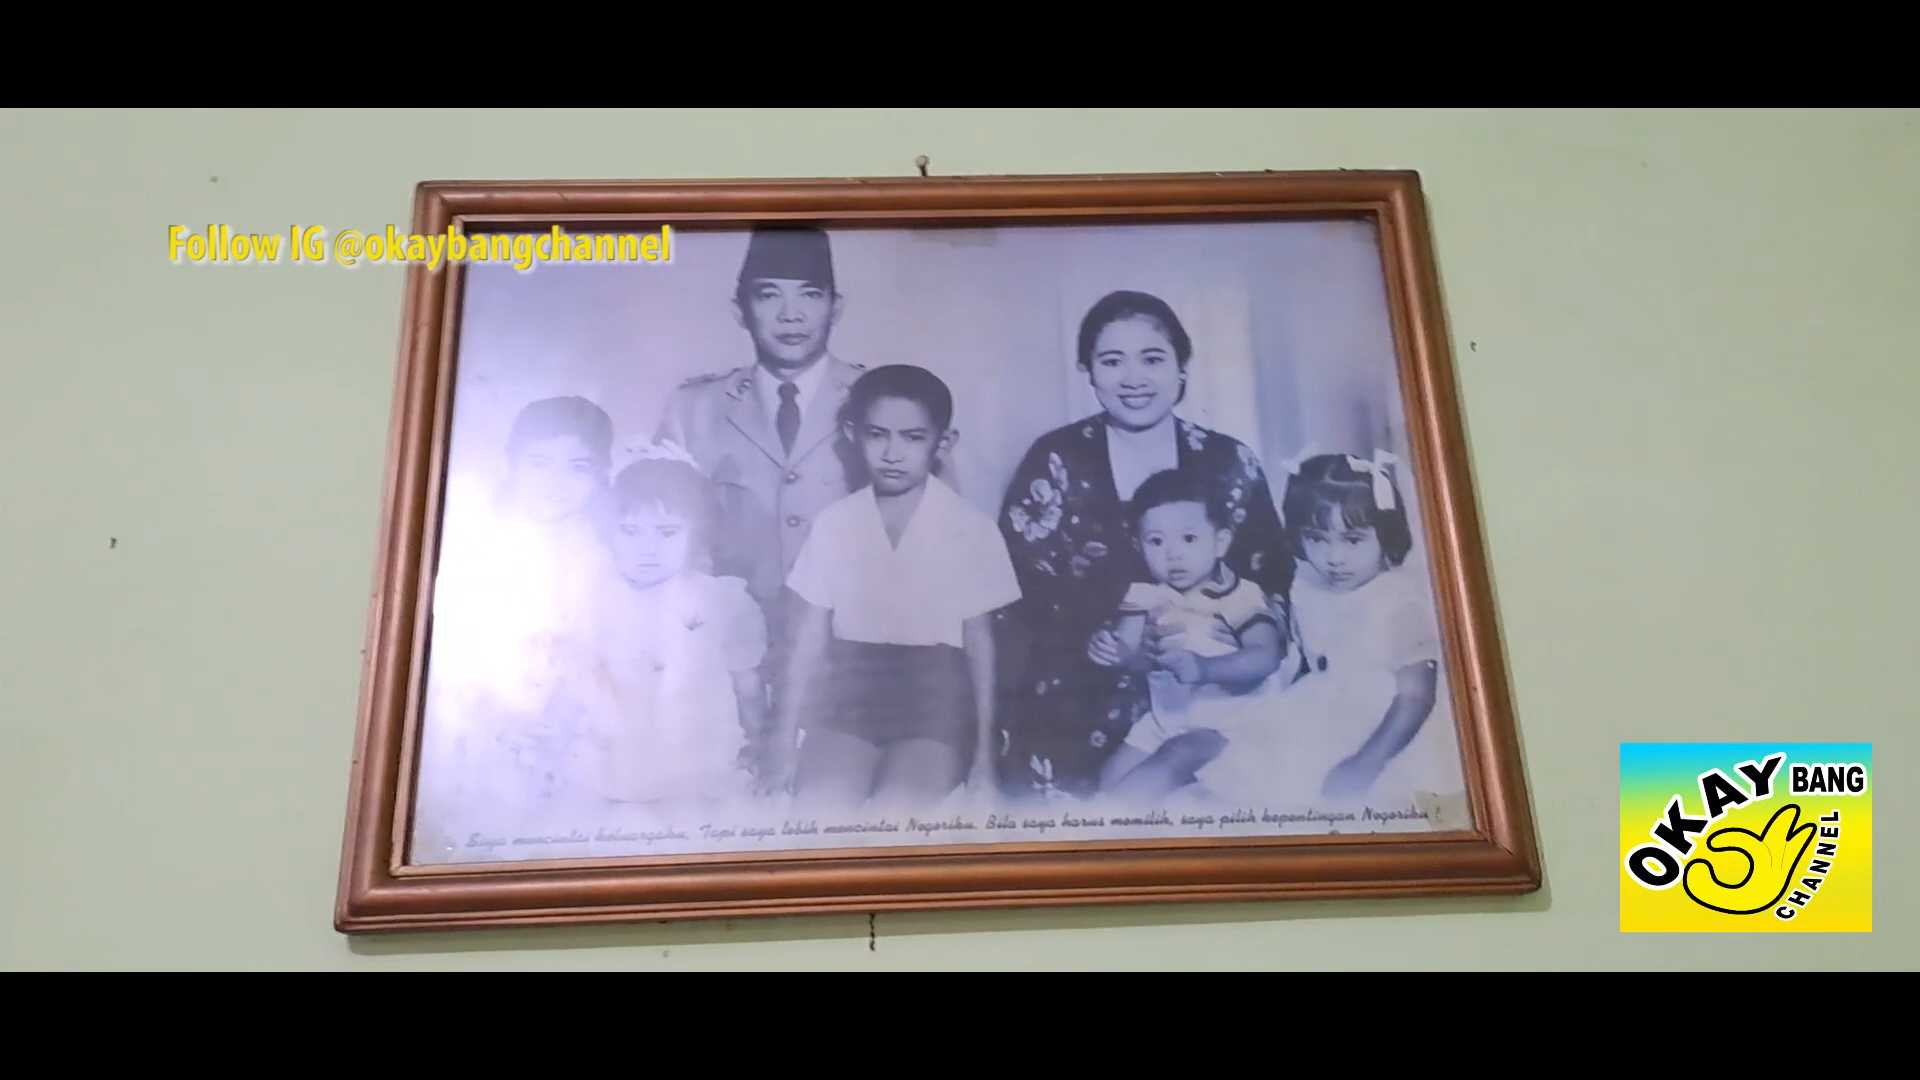 Follow IG @okaybangchannel
Saya mencintai keluargaku, Tapi saya lebih mencintai Negeriku. Bila saya harus memilih, saya pilih kepentingan Negeriku !
OKAY BANG
CHANNEL